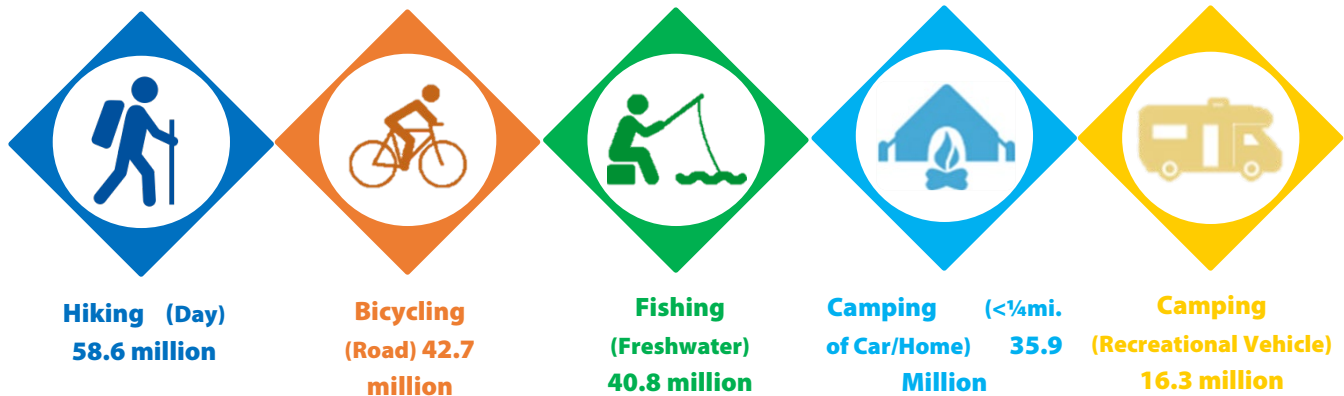 Hiking (Day)
58.6 million
Bicycling
(Road) 42.7
million
Fishing
(Freshwater)
40.8 million
Camping (<¼mi.
of Car/Home) 35.9
Million
Camping
(Recreational Vehicle)
16.3 million